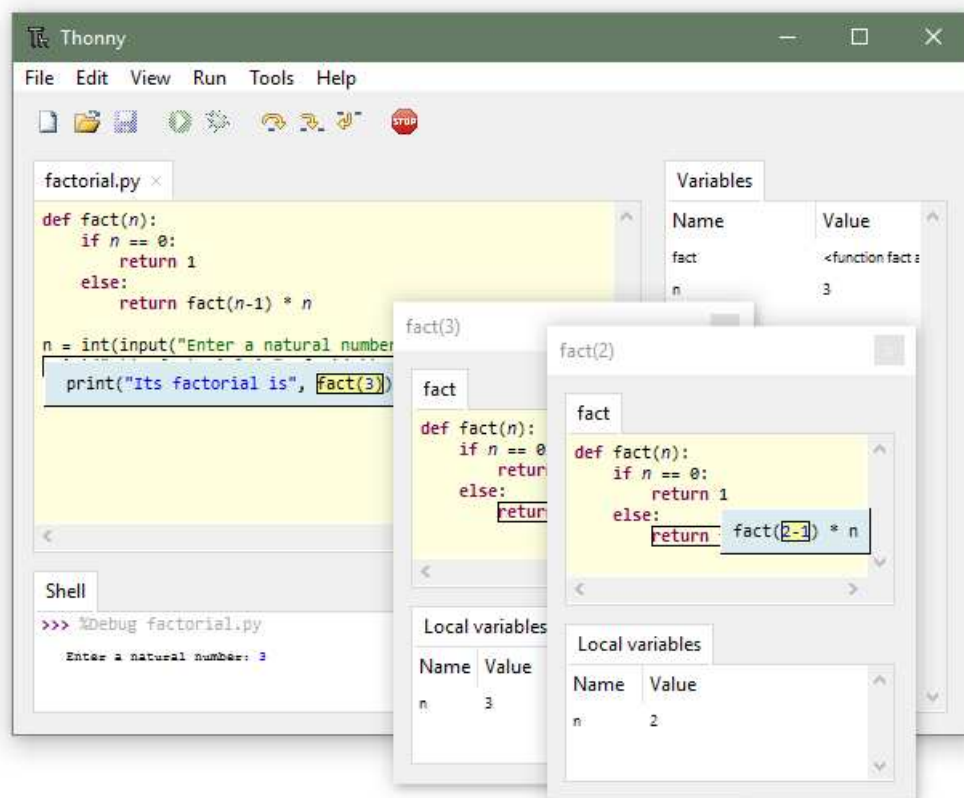 Thonny
File Edit View Run Tools Help
STOP
factorial.py
def fact(n):
if n == 0:
return 1
else:
return fact(n-1) * n
n = int(input("Enter a natural number
print("Its factorial is", fact(3))
Variables
Name Value
fact <function fact a
n 3
Shell
>>> %Debug factorial.py
Enter a natural number: 3
fact(3)
fact
def fact(n):
if n == 0
retur
else:
retur
Local variables
Name Value
n 3
fact(2)
fact
def fact(n):
if n == 0:
return 1
else:
return fact(2-1) * n
Local variables
Name Value
n 2